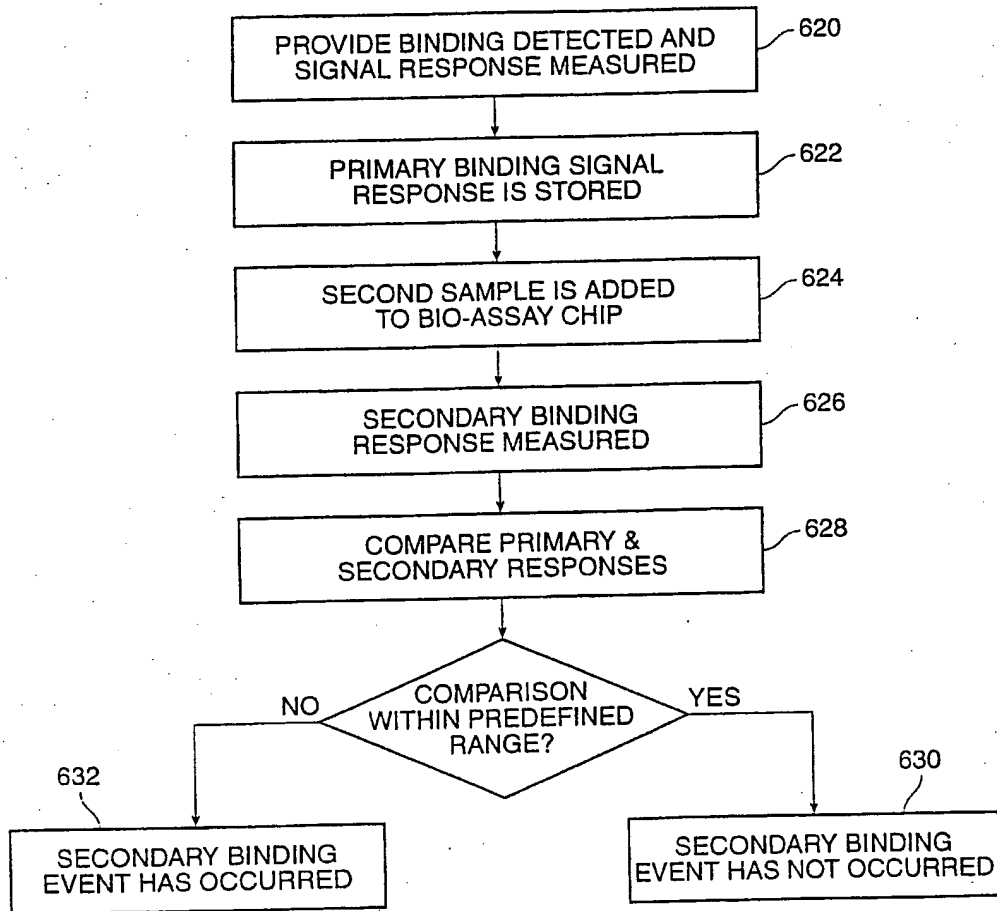 PROVIDE BINDING DETECTED AND
SIGNAL RESPONSE MEASURED
620
PRIMARY BINDING SIGNAL
RESPONSE IS STORED
622
SECOND SAMPLE IS ADDED
TO BIO-ASSAY CHIP
624
SECONDARY BINDING
RESPONSE MEASURED
626
COMPARE PRIMARY &
SECONDARY RESPONSES
628
COMPARISON
WITHIN PREDEFINED
RANGE?
NO
YES
632
SECONDARY BINDING
EVENT HAS OCCURRED
630
SECONDARY BINDING
EVENT HAS NOT OCCURRED